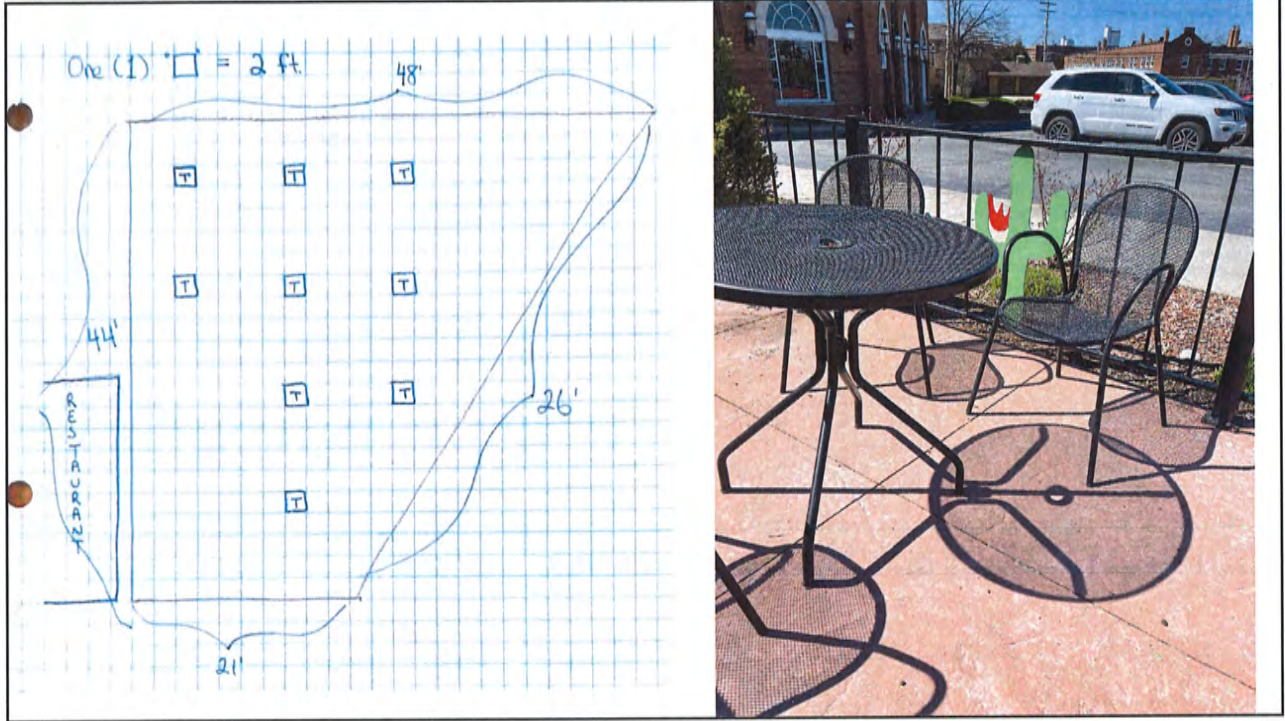 One (1) "□" = 2 ft.
48'
T T T
T T T
44'
T T
26'
RESTAURANT
T
21'